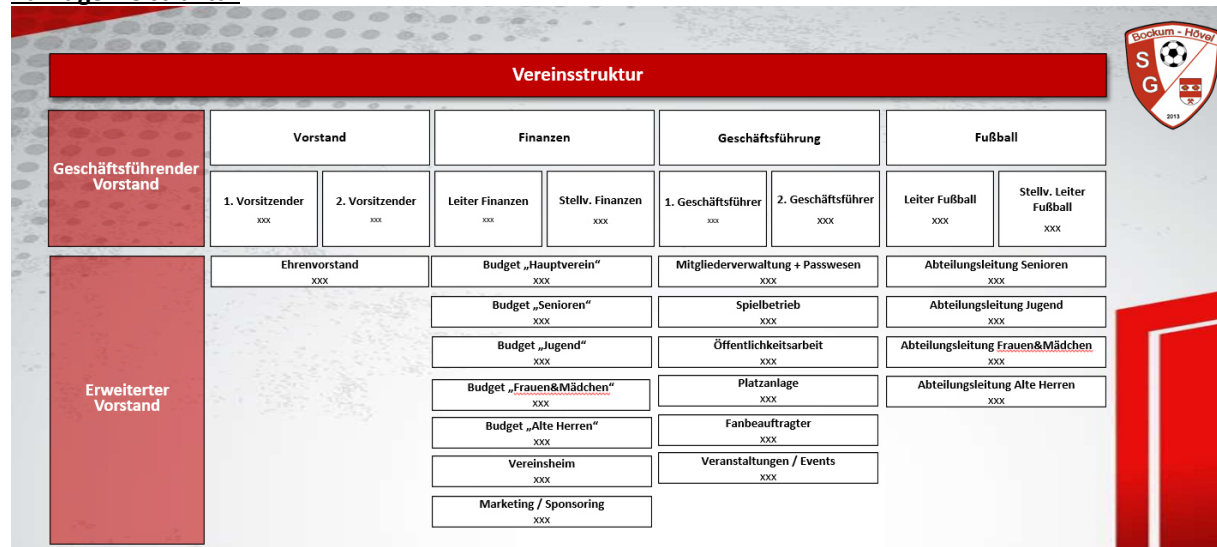 Vereinsstruktur
Bockum - Hövel
S
G
2013
Geschäftsführender
Vorstand
Vorstand
Finanzen
Geschäftsführung
Fußball
1. Vorsitzender
xxx
2. Vorsitzender
xxx
Leiter Finanzen
xxx
Stellv. Finanzen
xxx
1. Geschäftsführer
xxx
2. Geschäftsführer
xxx
Leiter Fußball
xxx
Stellv. Leiter
Fußball
xxx
Erweiterter
Vorstand
Ehrenvorstand
xxx
Budget „Hauptverein“
xxx
Budget „Senioren“
xxx
Budget „Jugend“
xxx
Budget „Frauen&Mädchen“
xxx
Budget „Alte Herren“
xxx
Vereinsheim
xxx
Marketing / Sponsoring
xxx
Mitgliederverwaltung + Passwesen
xxx
Spielbetrieb
xxx
Öffentlichkeitsarbeit
xxx
Platzanlage
xxx
Fanbeauftragter
xxx
Veranstaltungen / Events
xxx
Abteilungsleitung Senioren
xxx
Abteilungsleitung Jugend
xxx
Abteilungsleitung Frauen&Mädchen
xxx
Abteilungsleitung Alte Herren
xxx